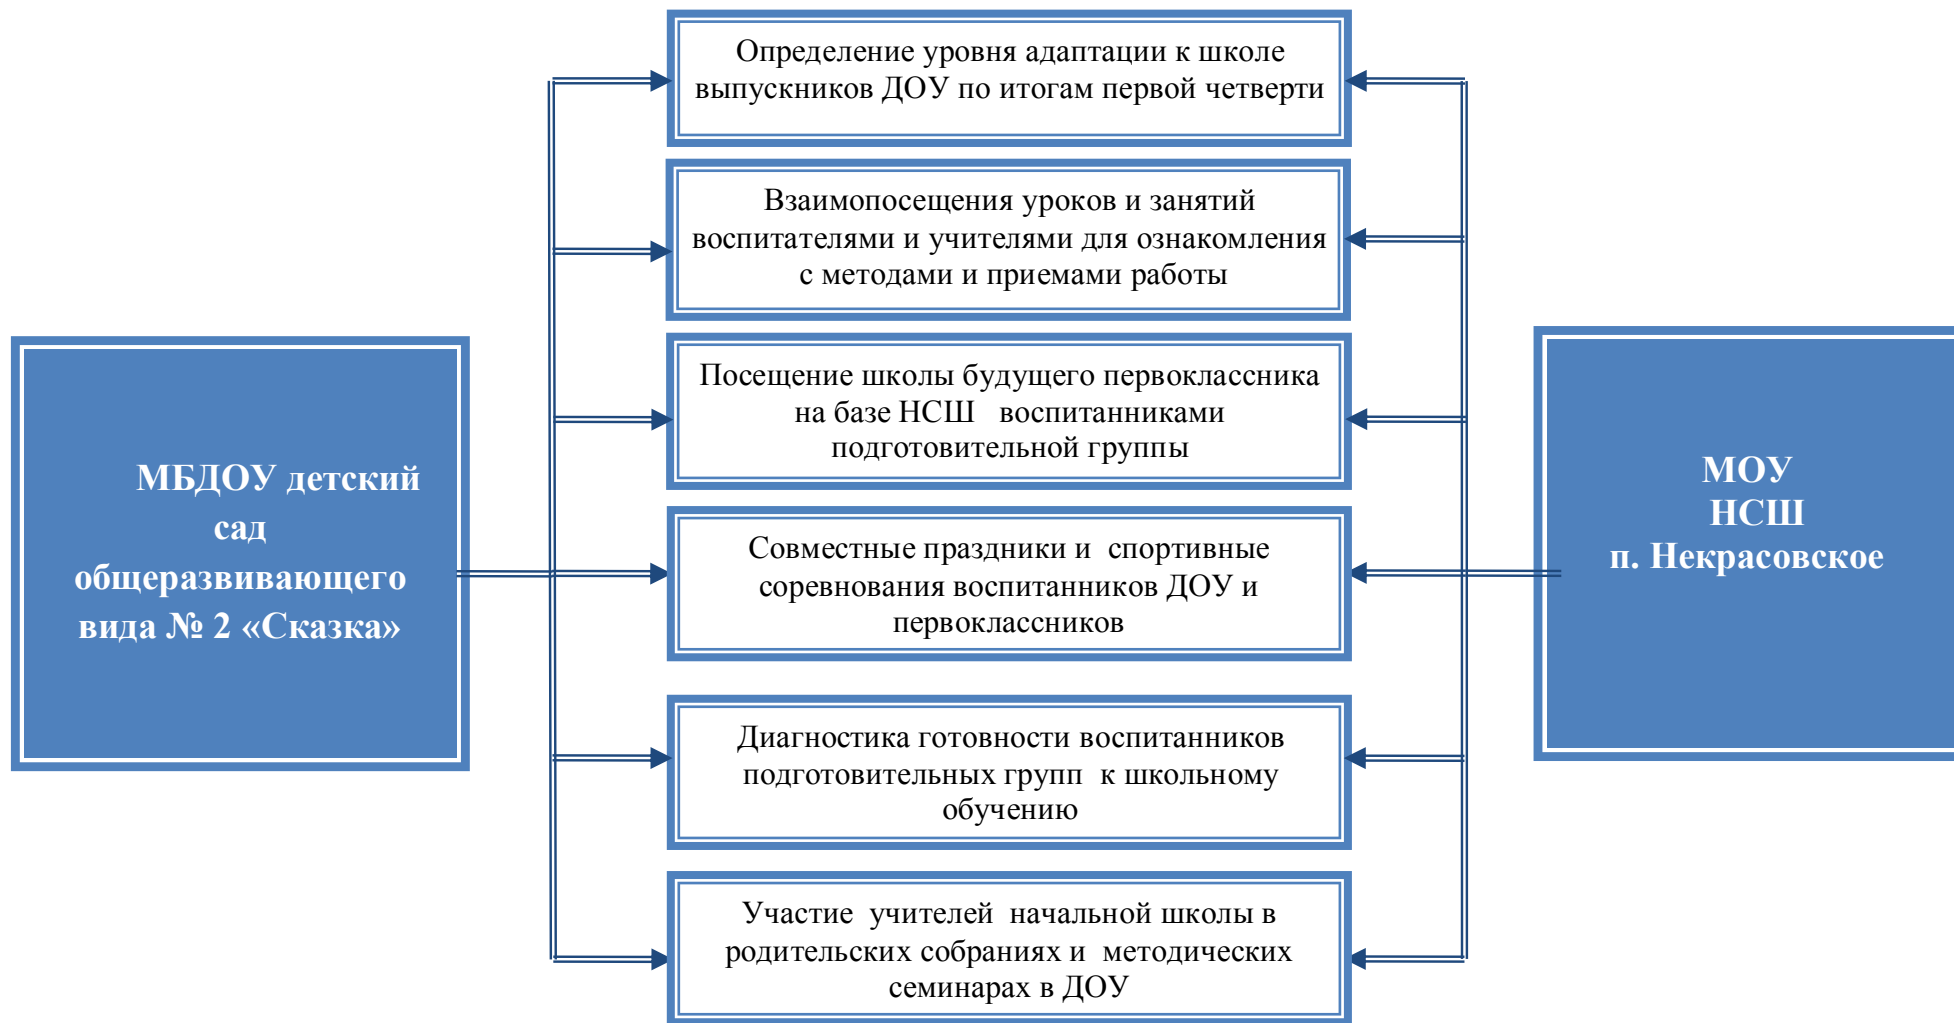 Определение уровня адаптации к школе
выпускников ДОУ по итогам первой четверти
Взаимопосещения уроков и занятий
воспитателями и учителями для ознакомления
с методами и приемами работы
Посещение школы будущего первоклассника
на базе НСШ воспитанниками
подготовительной группы
МБДОУ детский
сад
общеразвивающего
вида № 2 «Сказка»
МОУ
НСШ
п. Некрасовское
Совместные праздники и спортивные
соревнования воспитанников ДОУ и
первоклассников
Диагностика готовности воспитанников
подготовительных групп к школьному
обучению
Участие учителей начальной школы в
родительских собраниях и методических
семинарах в ДОУ